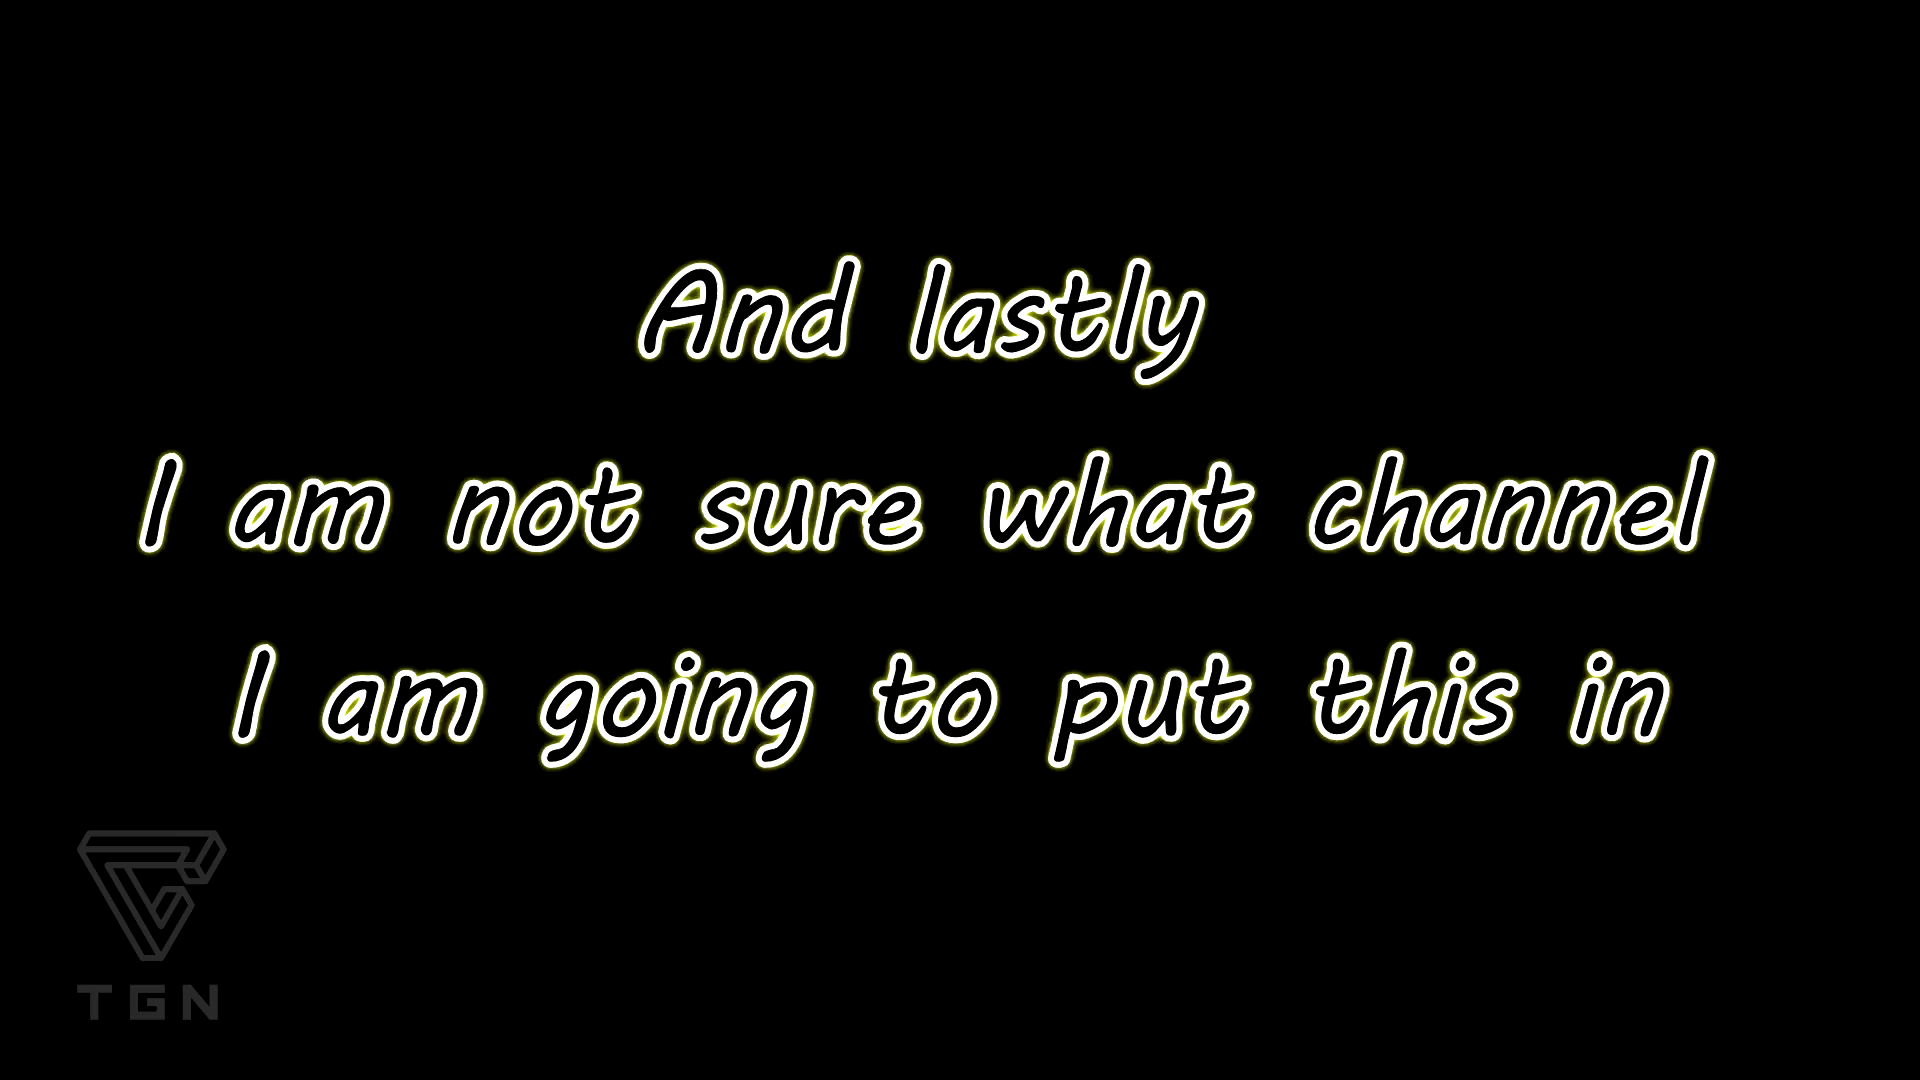 And lastly
I am not sure what channel
I am going to put this in
TGN